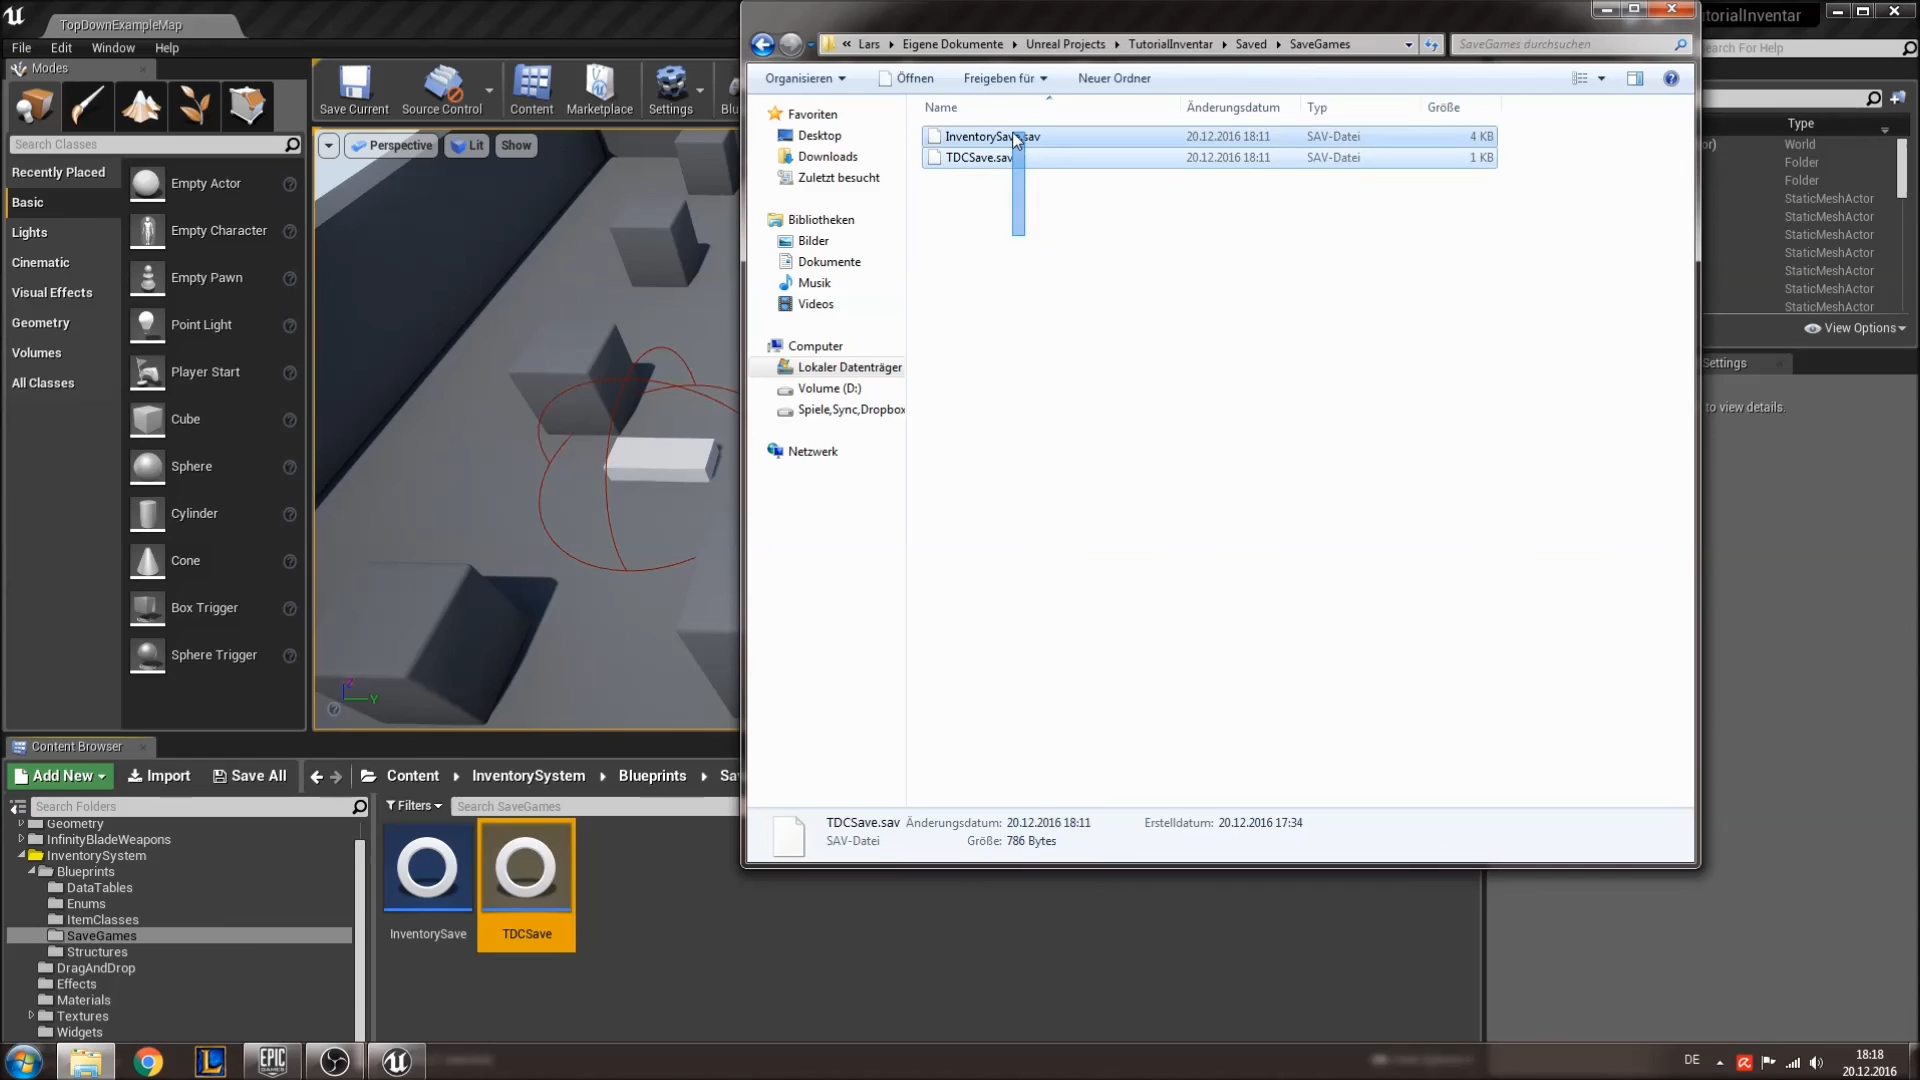 TopDownExampleMap
File Edit Window Help
Modes
Search Classes
Recently Placed
Basic
Lights
Cinematic
Visual Effects
Geometry
Volumes
All Classes
Empty Actor
Empty Character
Empty Pawn
Point Light
Player Start
Cube
Sphere
Cylinder
Cone
Box Trigger
Sphere Trigger
Save Current
Source Control
Content
Marketplace
Settings
Perspective
Lit
Show
Z
Y
Lars
Eigene Dokumente
Unreal Projects
TutorialInventar
Saved
SaveGames
SaveGames durchsuchen
Organisieren
Öffnen
Freigeben für
Neuer Ordner
Favoriten
Desktop
Downloads
Zuletzt besucht
Bibliotheken
Bilder
Dokumente
Musik
Videos
Computer
Lokaler Datenträger
Volume (D:)
Spiele,Sync,Dropbox
Netzwerk
Name Änderungsdatum Typ Größe
InventorySave.sav 20.12.2016 18:11 SAV-Datei 4 KB
TDCSave.sav 20.12.2016 18:11 SAV-Datei 1 KB
TDCSave.sav Änderungsdatum: 20.12.2016 18:11 Erstelldatum: 20.12.2016 17:34
SAV-Datei Größe: 786 Bytes
torialInventar
earch For Help
Type
World
Folder
Folder
StaticMeshActor
StaticMeshActor
StaticMeshActor
StaticMeshActor
StaticMeshActor
StaticMeshActor
StaticMeshActor
View Options
Settings
to view details.
Content Browser
Add New
Import
Save All
Content
InventorySystem
Blueprints
Sa
Search Folders
Filters
Search SaveGames
Geometry
InfinityBladeWeapons
InventorySystem
Blueprints
DataTables
Enums
ItemClasses
SaveGames
Structures
DragAndDrop
Effects
Materials
Textures
Widgets
InventorySave
TDCSave
EPIC
GAMES
DE
18:18
20.12.2016